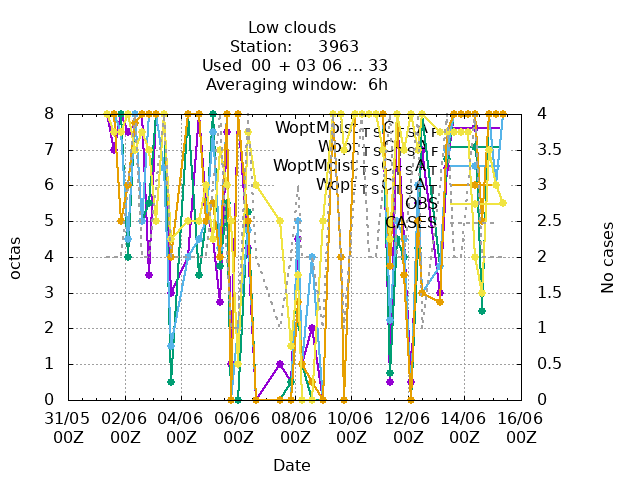 Low clouds
Station: 3963
Used 00 + 03 06 ... 33
Averaging window: 6h
octas
8
7
6
5
4
3
2
1
0
4
3.5
3
2.5
2
1.5
1
0.5
0
No cases
OBS
CASES
31/05 02/06 04/06 06/06 08/06 10/06 12/06 14/06 16/06
00Z 00Z 00Z 00Z 00Z 00Z 00Z 00Z 00Z
Date